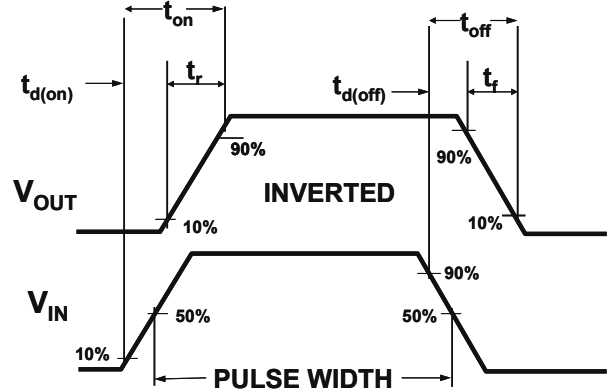 t_on t_off
t_d(on) t_r t_d(off) t_f
90% 90%
V_OUT INVERTED
10% 10%
V_IN 90%
50% 50%
10%
PULSE WIDTH